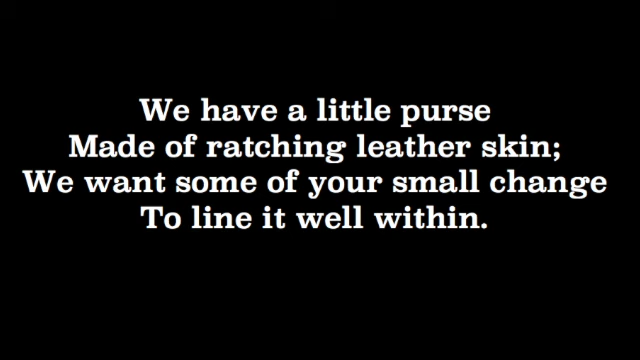 We have a little purse
Made of ratching leather skin;
We want some of your small change
To line it well within.